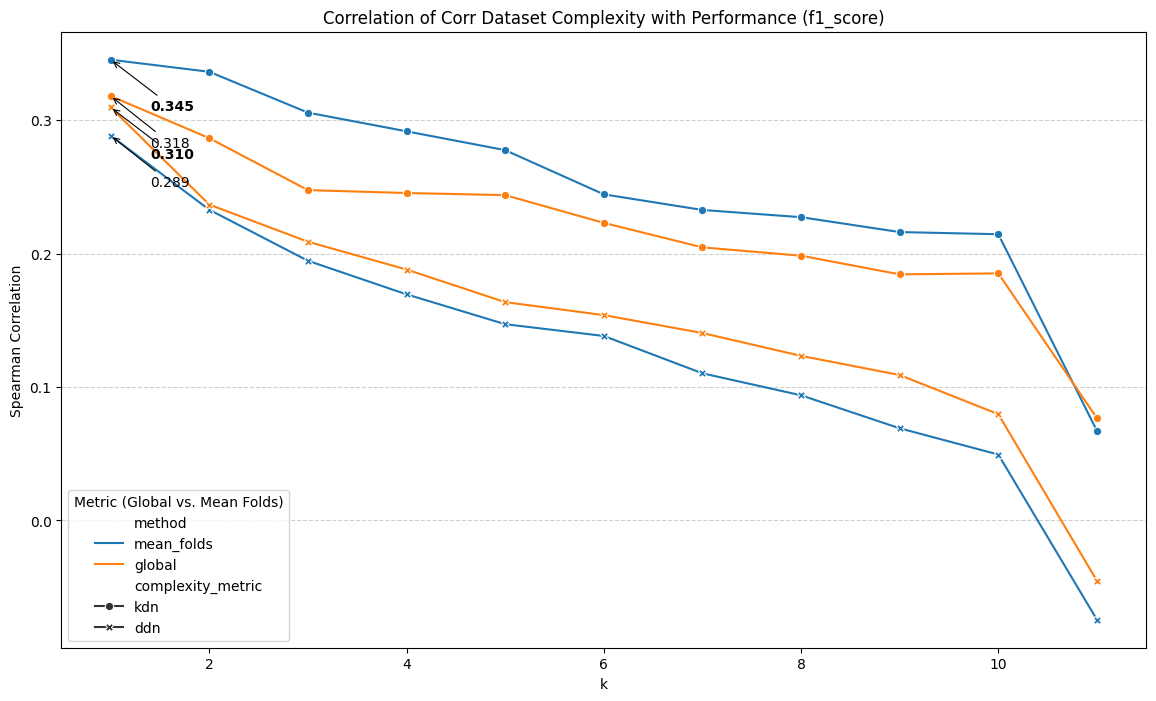 Correlation of Corr Dataset Complexity with Performance (f1_score)
Spearman Correlation
0.3
0.2
0.1
0.0
0.345
0.318
0.310
0.289
Metric (Global vs. Mean Folds)
method
mean_folds
global
complexity_metric
kdn
ddn
2
4
6
8
10
k